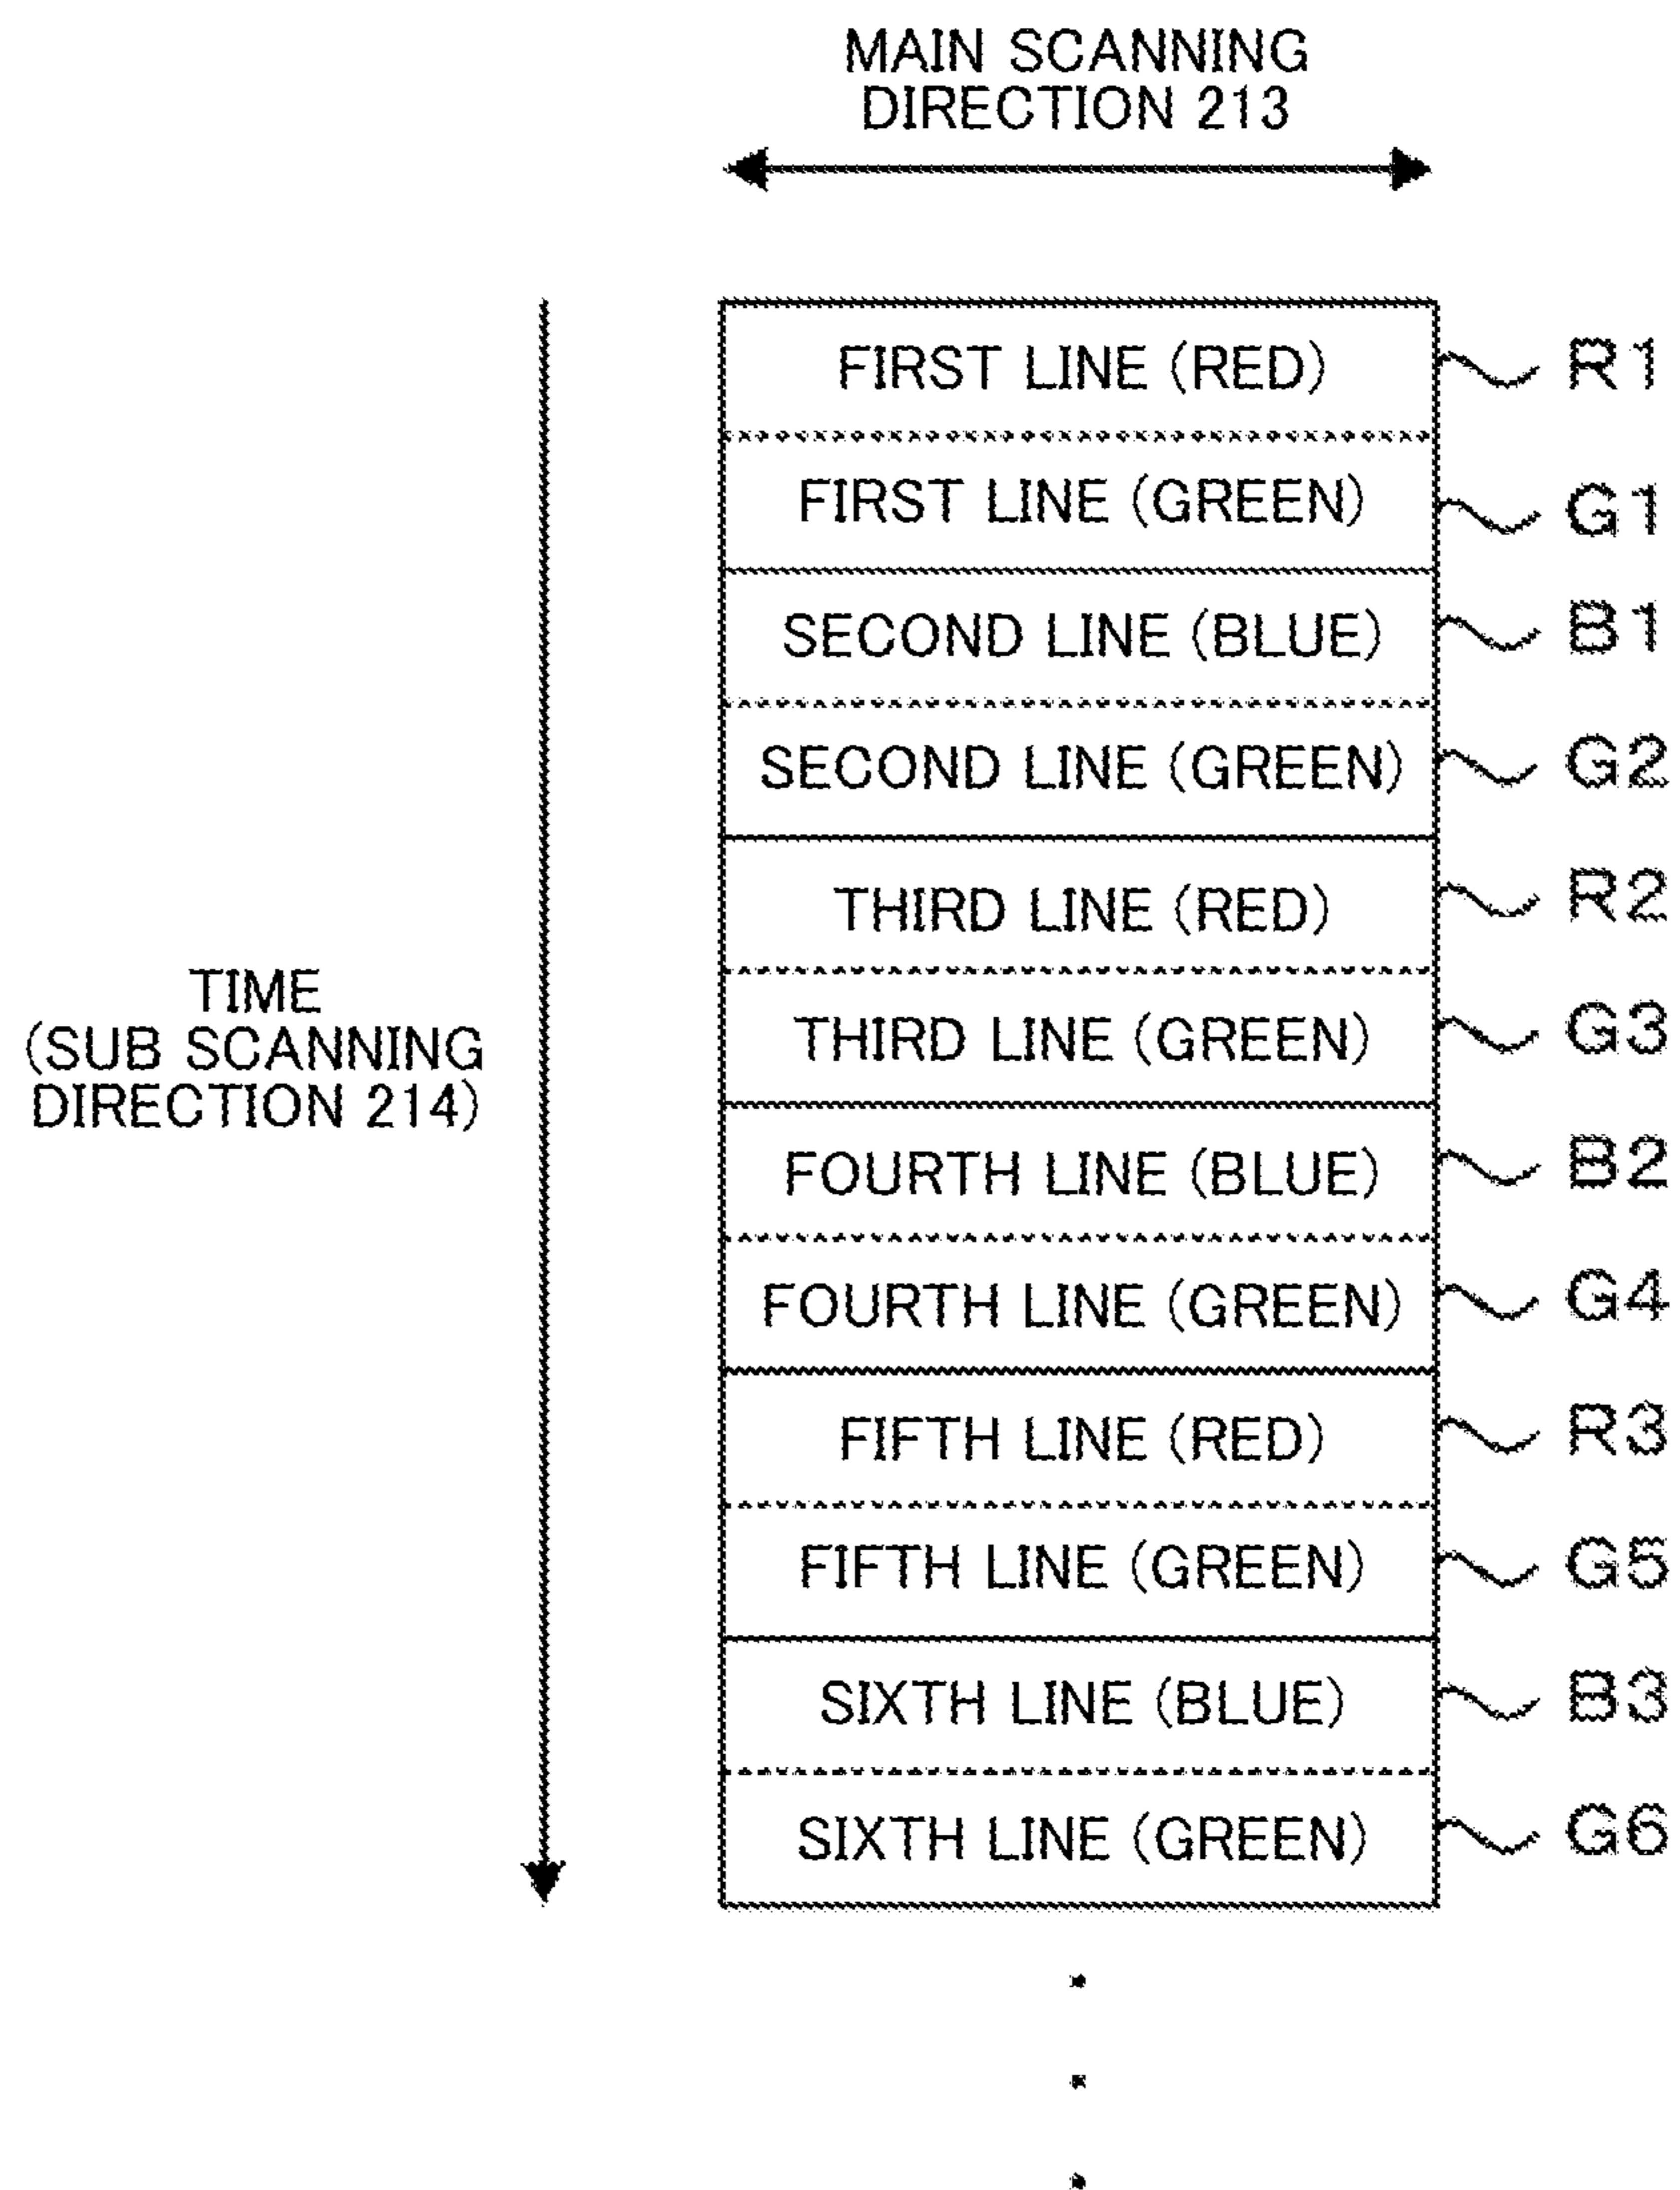 MAIN SCANNING
DIRECTION 213
FIRST LINE (RED) R1
FIRST LINE (GREEN) G1
SECOND LINE (BLUE) B1
SECOND LINE (GREEN) G2
THIRD LINE (RED) R2
TIME
(SUB SCANNING
DIRECTION 214)
THIRD LINE (GREEN) G3
FOURTH LINE (BLUE) B2
FOURTH LINE (GREEN) G4
FIFTH LINE (RED) R3
FIFTH LINE (GREEN) G5
SIXTH LINE (BLUE) B3
SIXTH LINE (GREEN) G6